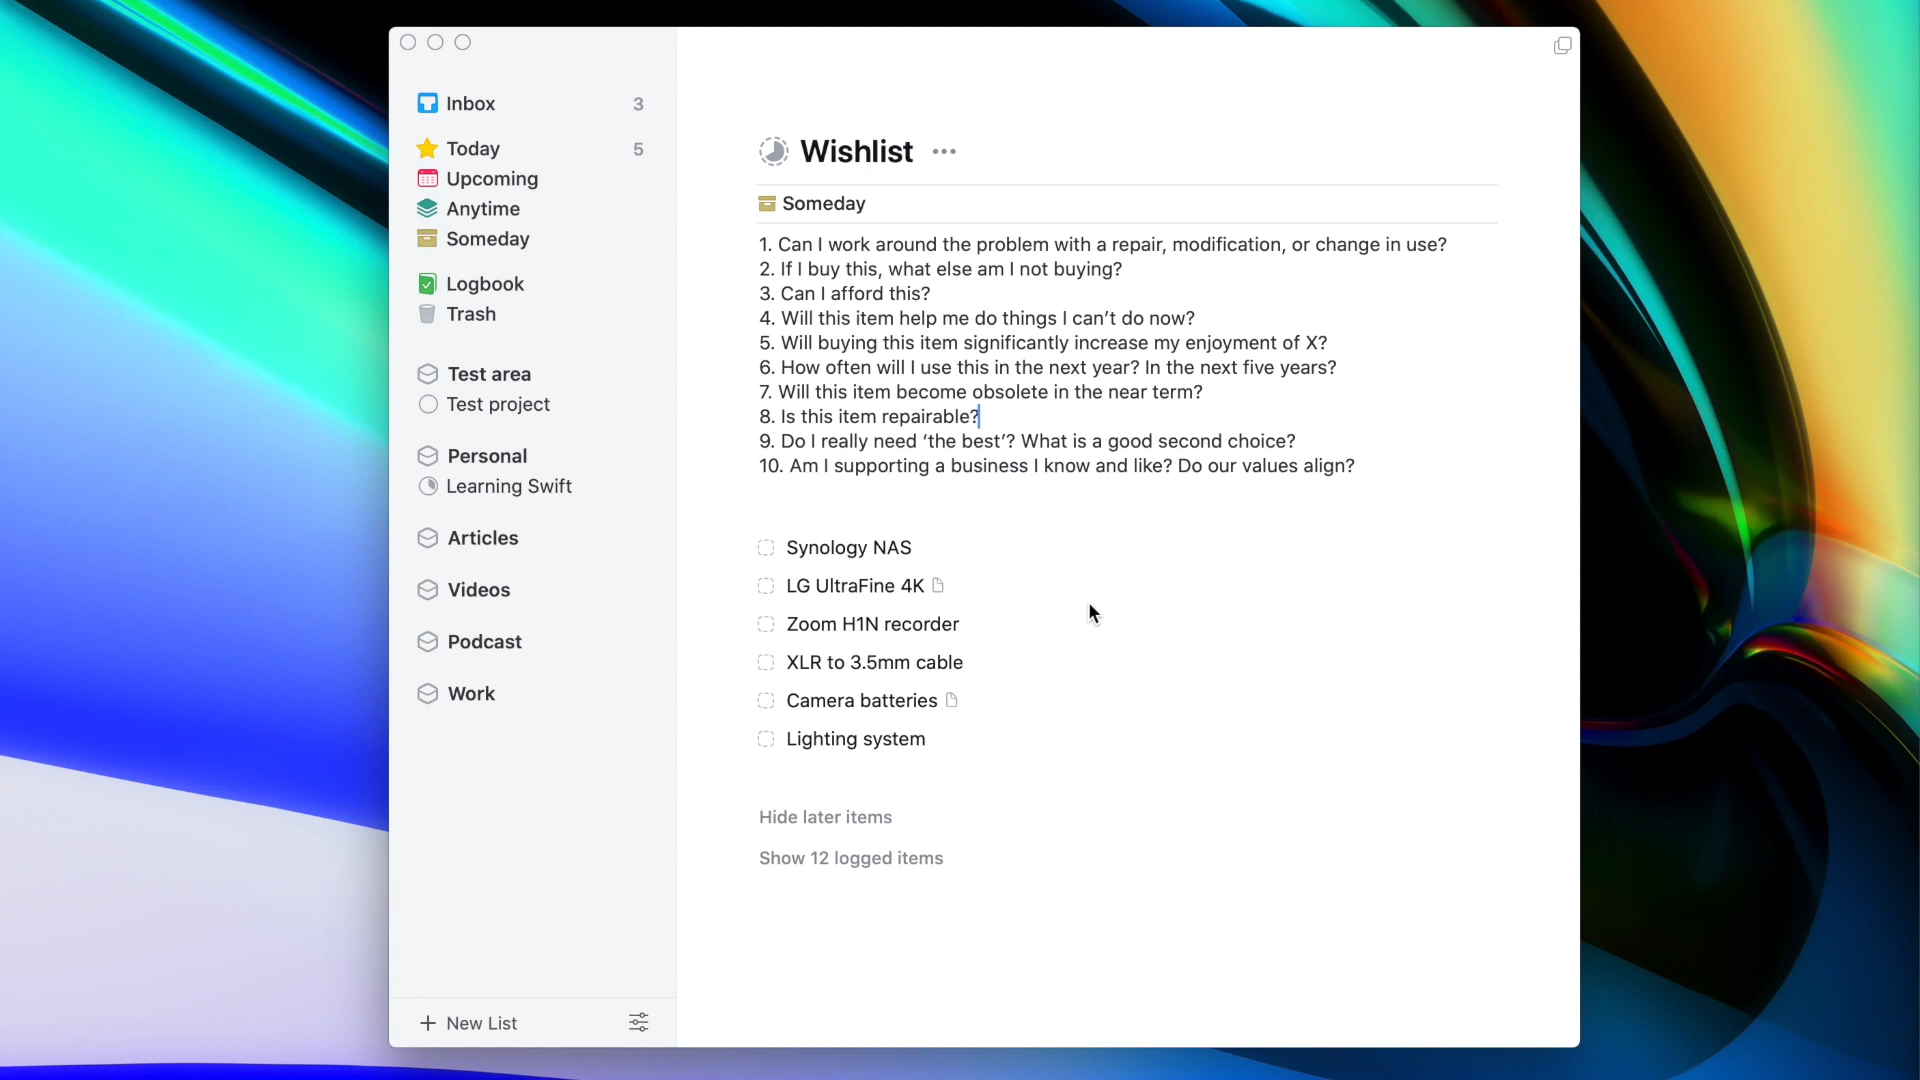 Inbox 3
Today 5
Upcoming
Anytime
Someday
Logbook
Trash
Test area
Test project
Personal
Learning Swift
Articles
Videos
Podcast
Work
New List
Wishlist
Someday
1. Can I work around the problem with a repair, modification, or change in use?
2. If I buy this, what else am I not buying?
3. Can I afford this?
4. Will this item help me do things I can’t do now?
5. Will buying this item significantly increase my enjoyment of X?
6. How often will I use this in the next year? In the next five years?
7. Will this item become obsolete in the near term?
8. Is this item repairable?
9. Do I really need ‘the best’? What is a good second choice?
10. Am I supporting a business I know and like? Do our values align?
Synology NAS
LG UltraFine 4K
Zoom H1N recorder
XLR to 3.5mm cable
Camera batteries
Lighting system
Hide later items
Show 12 logged items